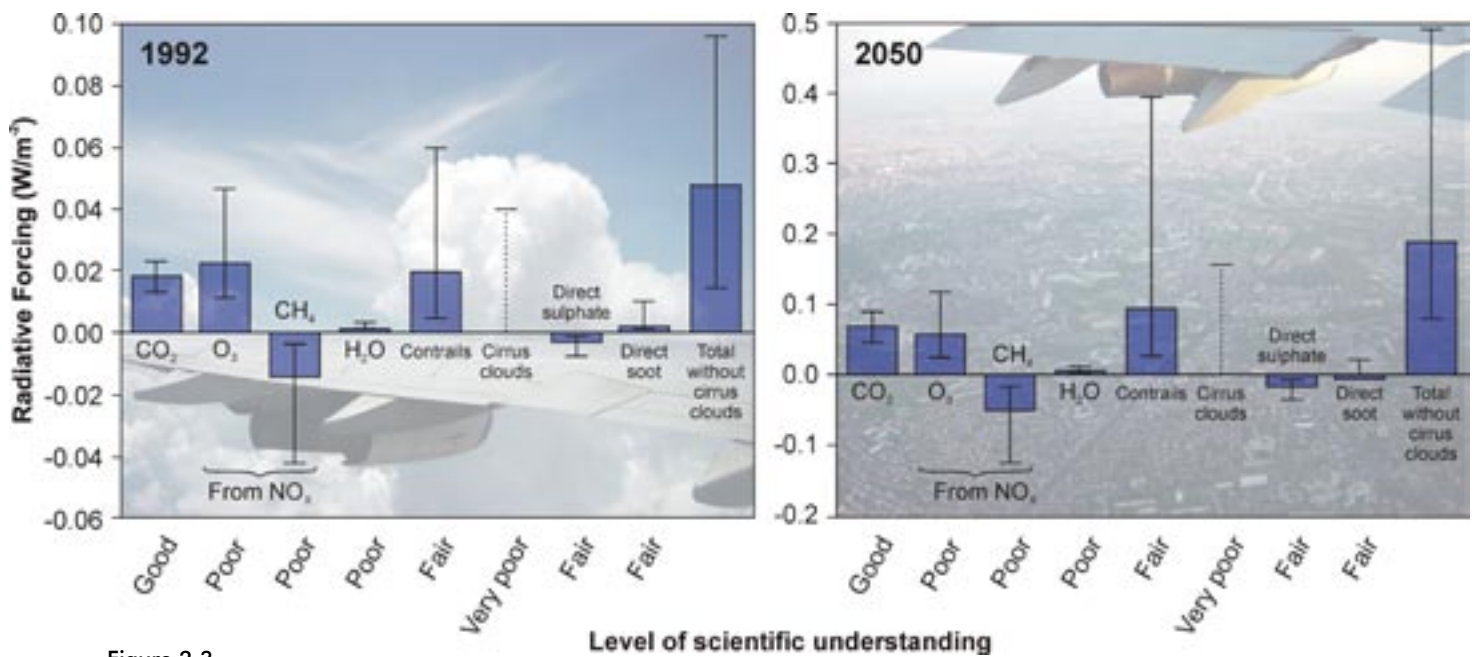 1992
Radiative Forcing (W/m⁻²)
0.10
0.08
0.06
0.04
0.02
0.00
-0.02
-0.04
-0.06
CO₂
O₃
CH₄
H₂O
Contrails
Cirrus
clouds
Direct
sulphate
Direct
soot
Total
without
cirrus
clouds
From NOₓ
Good
Poor
Poor
Poor
Fair
Very poor
Fair
Fair
2050
0.5
0.4
0.3
0.2
0.1
0.0
-0.1
-0.2
CO₂
O₃
CH₄
H₂O
Contrails
Cirrus
clouds
Direct
sulphate
Direct
soot
Total
without
cirrus
clouds
From NOₓ
Good
Poor
Poor
Poor
Fair
Very poor
Fair
Fair
Level of scientific understanding